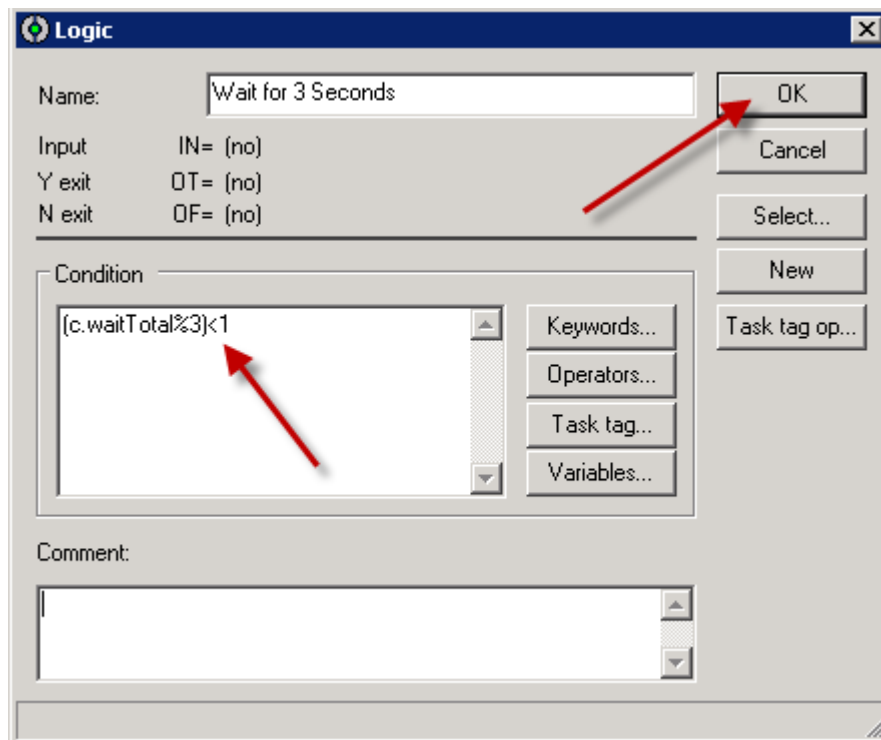 Logic
Name: Wait for 3 Seconds
OK
Input IN= (no)
Cancel
Y exit OT= (no)
N exit OF= (no)
Select...
New
Condition
Task tag op...
(c.waitTotal%3)<1
Keywords...
Operators...
Task tag...
Variables...
Comment: